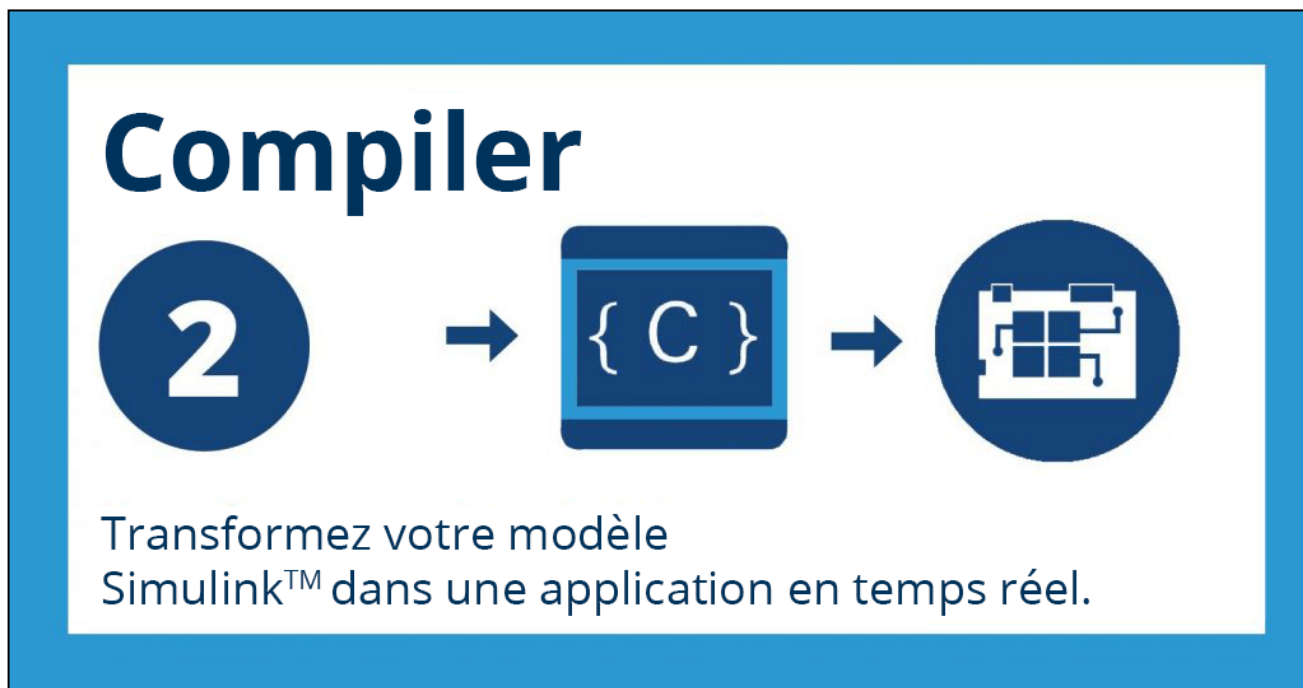 Compiler
2
{ C }
Transformez votre modèle
Simulink™ dans une application en temps réel.